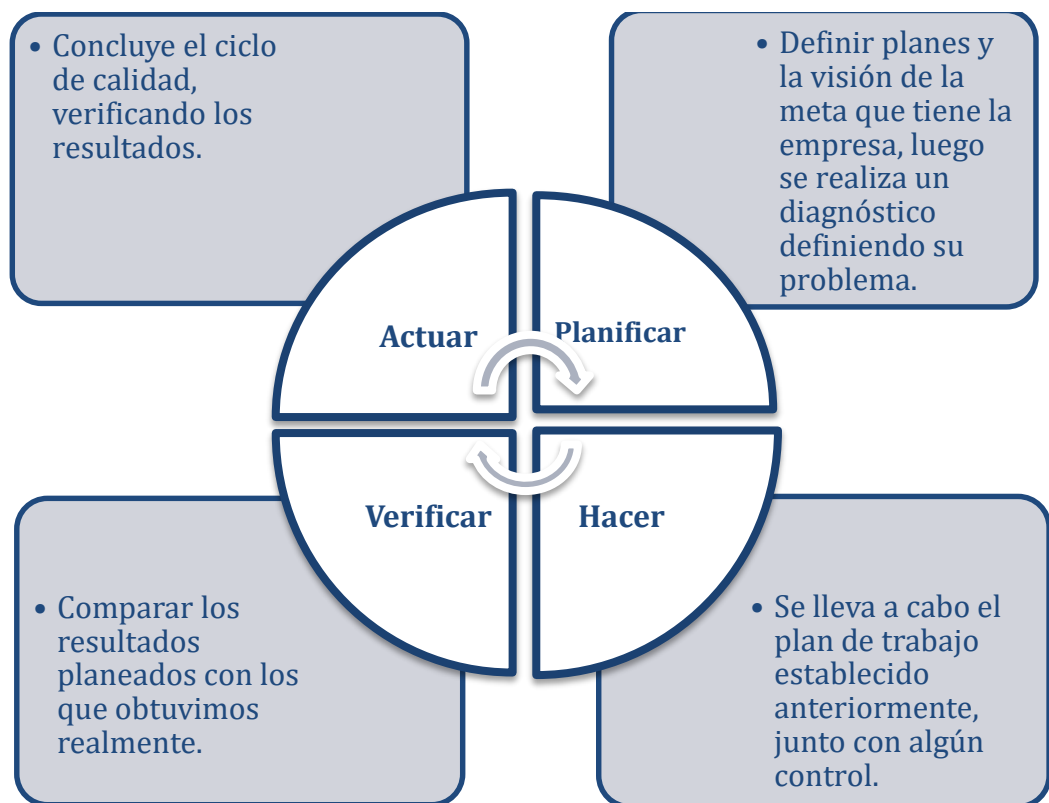 • Concluye el ciclo
de calidad,
verificando los
resultados.
• Definir planes y
la visión de la
meta que tiene la
empresa, luego
se realiza un
diagnóstico
definiendo su
problema.
Actuar
Planificar
Verificar
Hacer
• Comparar los
resultados
planeados con los
que obtuvimos
realmente.
• Se lleva a cabo el
plan de trabajo
establecido
anteriormente,
junto con algún
control.